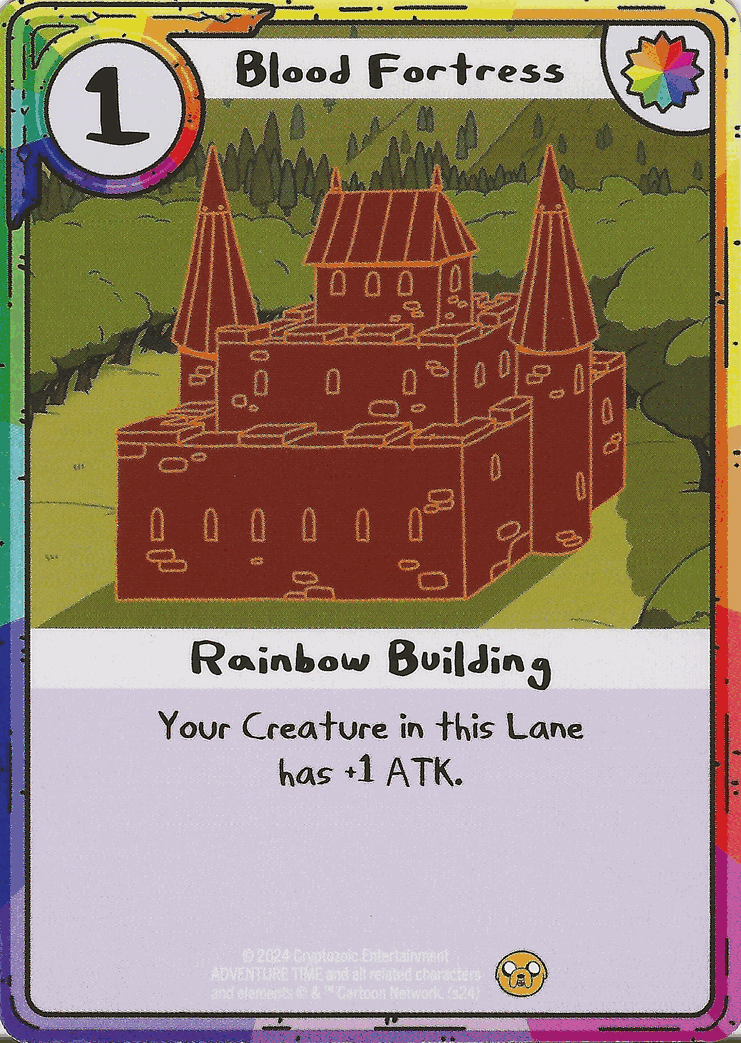 1
Blood Fortress
Rainbow Building
Your Creature in this Lane
has +1 ATK.
© 2024 Cryptozoic Entertainment
ADVENTURE TIME and all related characters
and elements © & ™ Cartoon Network. (s24)